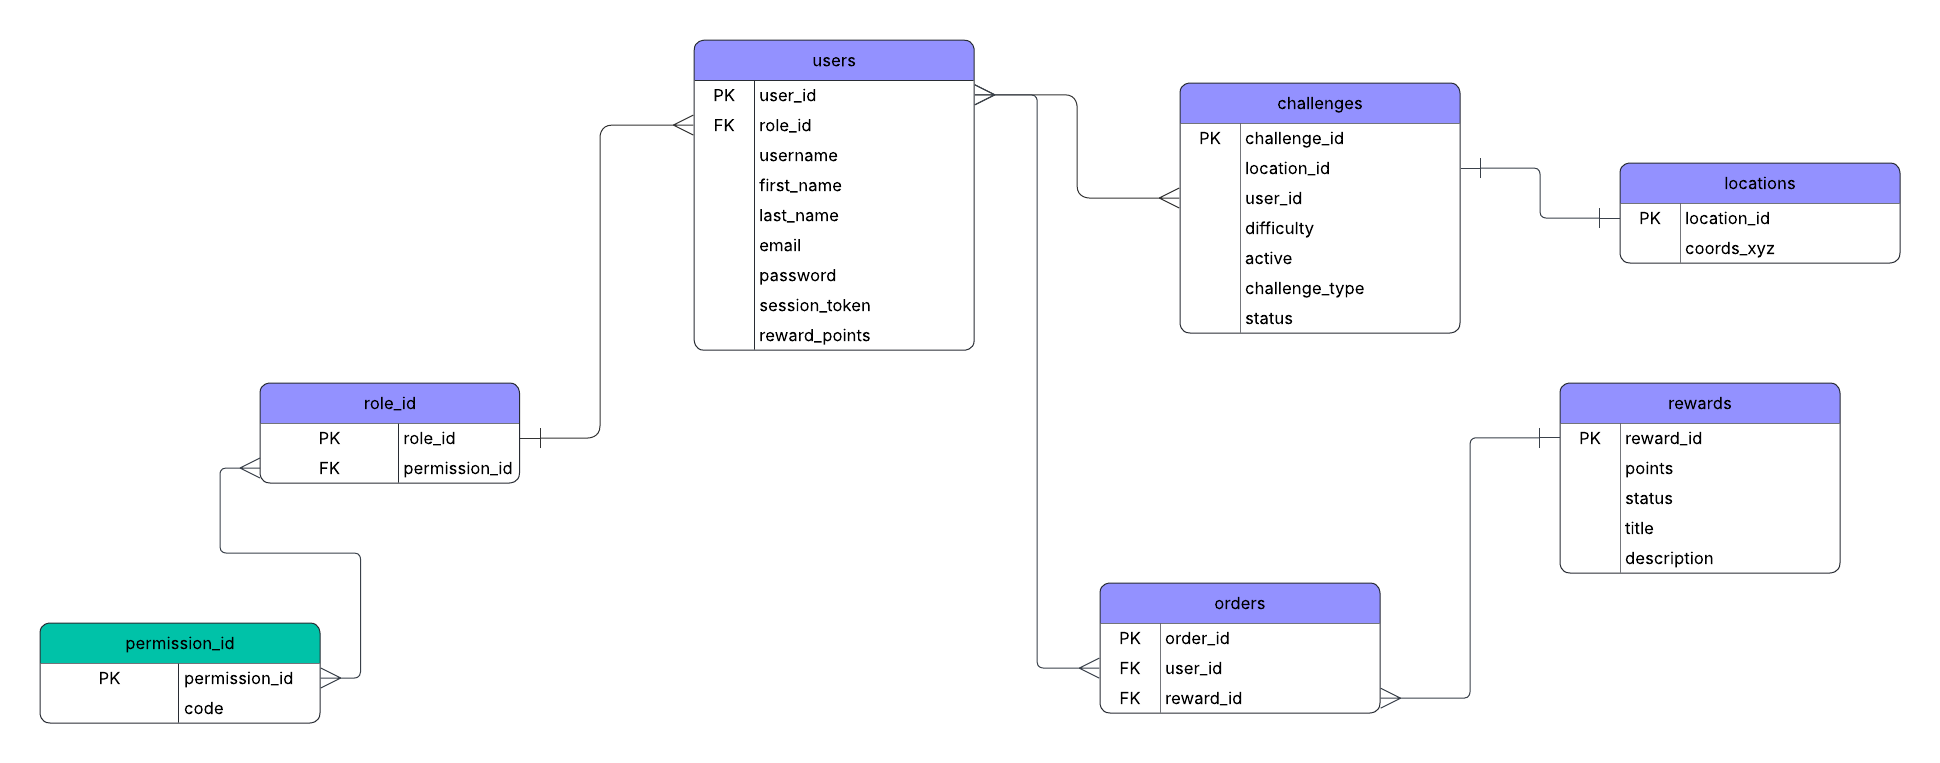 users
PK user_id
FK role_id
username
first_name
last_name
email
password
session_token
reward_points
challenges
PK challenge_id
location_id
user_id
difficulty
active
challenge_type
status
locations
PK location_id
coords_xyz
role_id
PK role_id
FK permission_id
rewards
PK reward_id
points
status
title
description
orders
PK order_id
FK user_id
FK reward_id
permission_id
PK permission_id
code